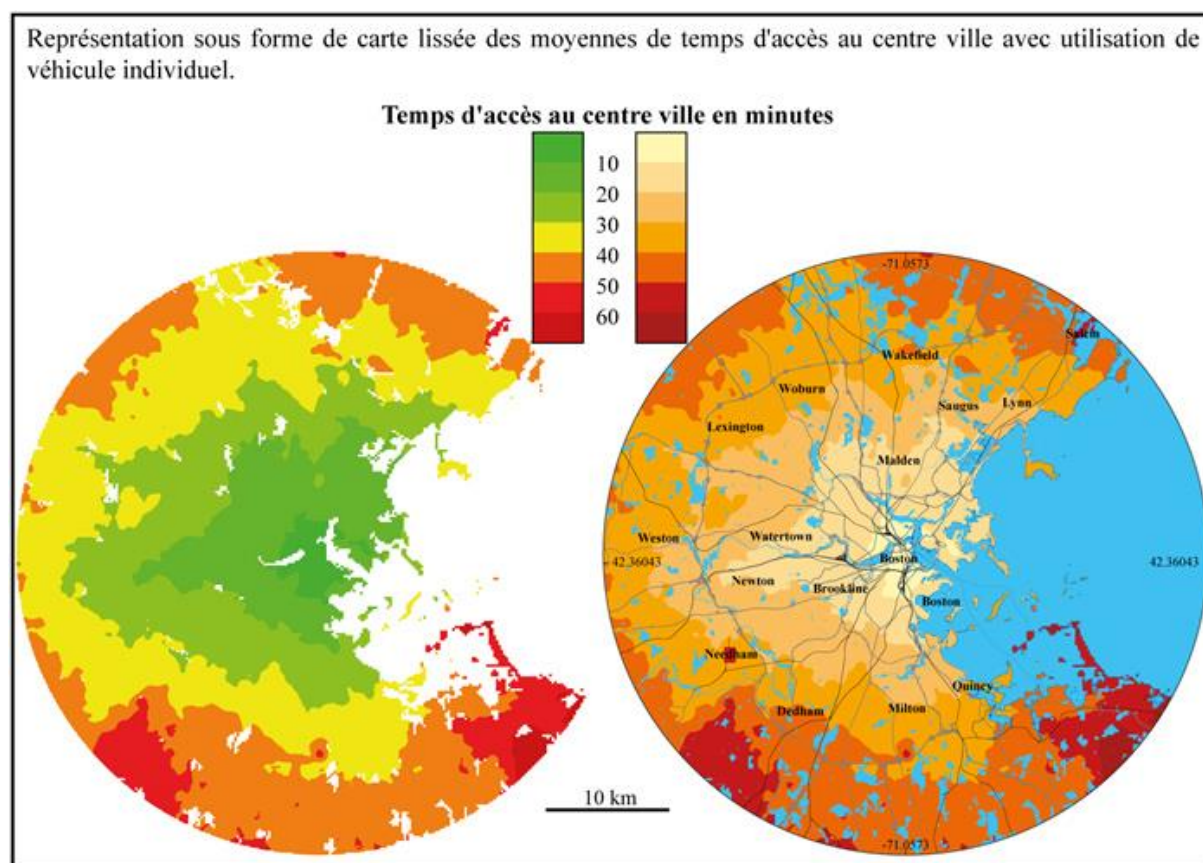 Représentation sous forme de carte lissée des moyennes de temps d'accès au centre ville avec utilisation de
véhicule individuel.
Temps d'accès au centre ville en minutes
10
20
30
40
50
60
-71.0573
Salem
Wakefield
Woburn
Saugus
Lynn
Lexington
Malden
Weston
Watertown
Boston
42.36043
42.36043
Newton
Brookline
Boston
Needham
Quincy
Dedham
Milton
10 km
-71.0573